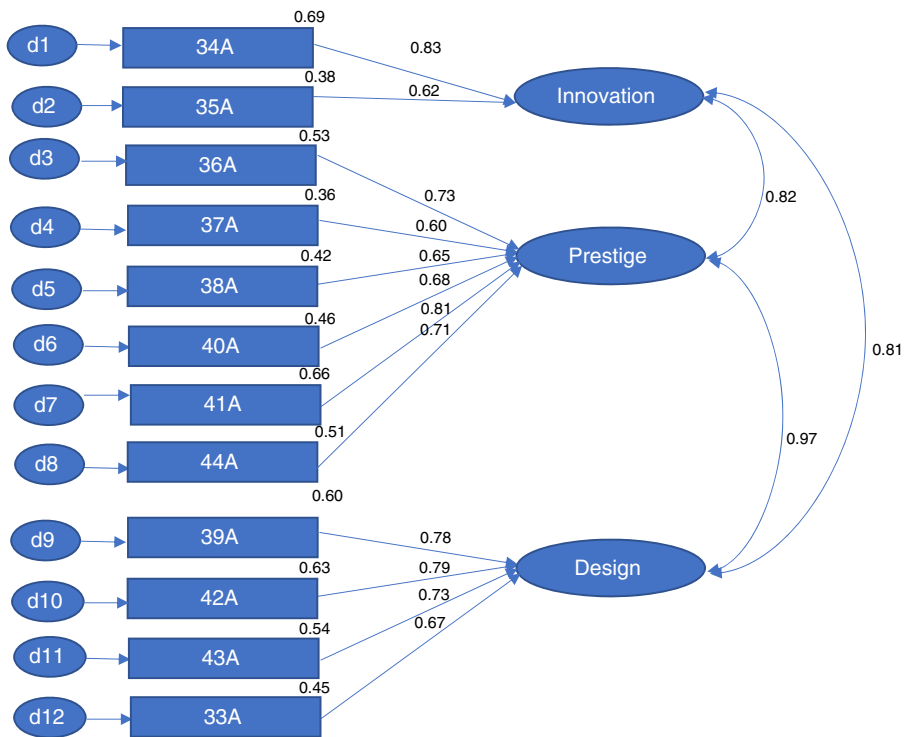 0.69
d1
34A
0.83
0.38
d2
35A
0.62
Innovation
0.53
d3
36A
0.73
0.82
0.36
d4
37A
0.60
0.42
d5
38A
0.65
Prestige
0.68
0.46
d6
40A
0.81
0.71
0.81
0.66
d7
41A
0.51
d8
44A
0.97
0.60
d9
39A
0.78
0.63
d10
42A
0.79
Design
0.73
0.67
0.54
d11
43A
0.45
d12
33A